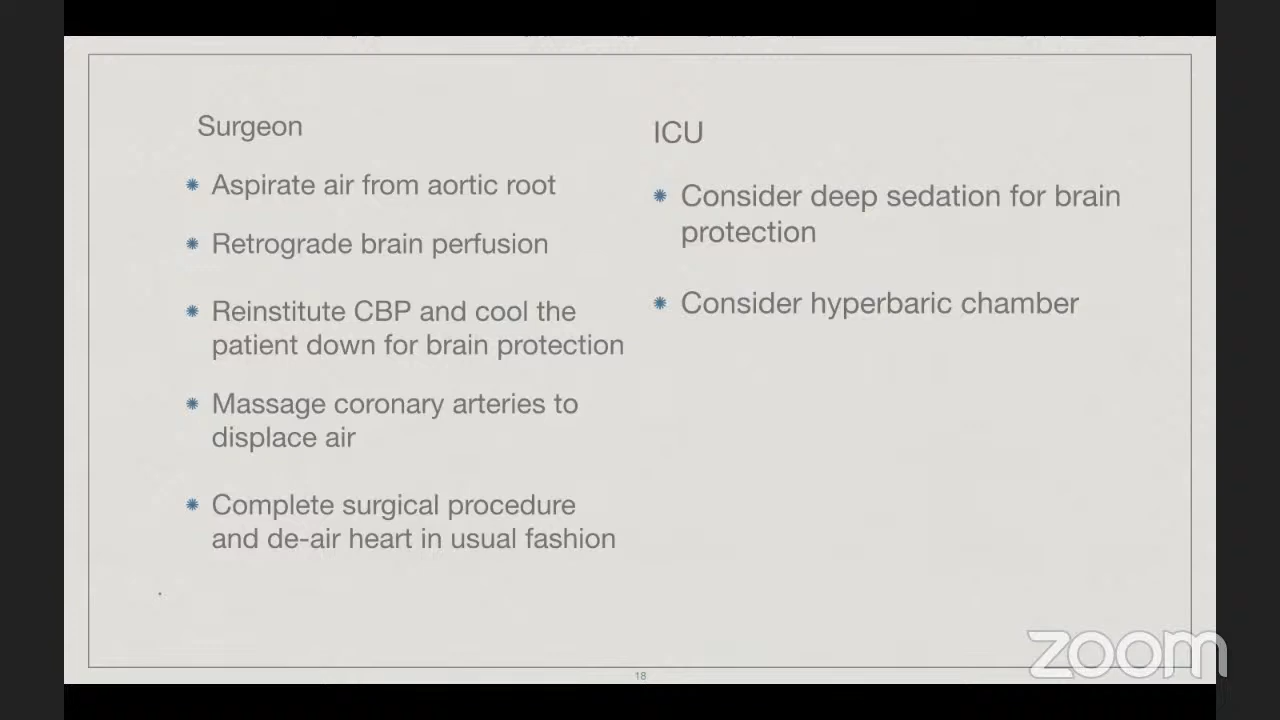 Surgeon
Aspirate air from aortic root
Retrograde brain perfusion
Reinstitute CBP and cool the
patient down for brain protection
Massage coronary arteries to
displace air
Complete surgical procedure
and de-air heart in usual fashion
ICU
Consider deep sedation for brain
protection
Consider hyperbaric chamber
18
zoom